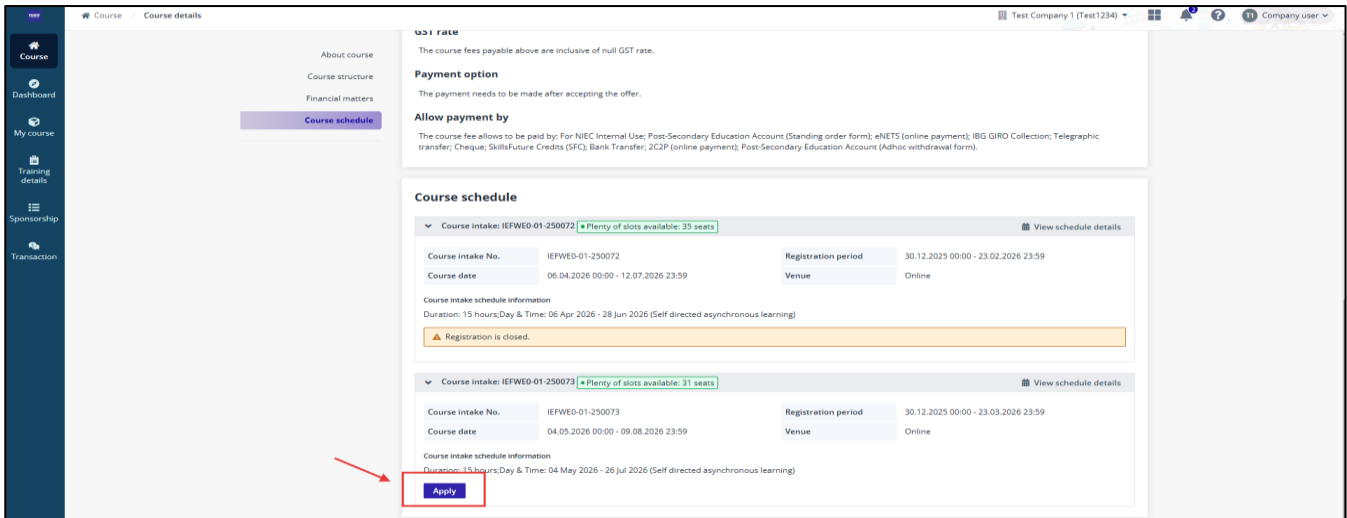 Course / Course details
Test Company 1 (Test1234)
2
T1 Company user
Course
Dashboard
My course
Training details
Sponsorship
Transaction
About course
Course structure
Financial matters
Course schedule
GST rate
The course fees payable above are inclusive of null GST rate.
Payment option
The payment needs to be made after accepting the offer.
Allow payment by
The course fee allows to be paid by: For NIEC Internal Use; Post-Secondary Education Account (Standing order form); eNETS (online payment); IBG GIRO Collection; Telegraphic
transfer; Cheque; SkillsFuture Credits (SFC); Bank Transfer; 2C2P (online payment); Post-Secondary Education Account (Adhoc withdrawal form).
Course schedule
Course intake: IEFWE0-01-250072 Plenty of slots available: 35 seats View schedule details
Course intake No. IEFWE0-01-250072 Registration period 30.12.2025 00:00 - 23.02.2026 23:59
Course date 06.04.2026 00:00 - 12.07.2026 23:59 Venue Online
Course intake schedule information
Duration: 15 hours;Day & Time: 06 Apr 2026 - 28 Jun 2026 (Self directed asynchronous learning)
Registration is closed.
Course intake: IEFWE0-01-250073 Plenty of slots available: 31 seats View schedule details
Course intake No. IEFWE0-01-250073 Registration period 30.12.2025 00:00 - 23.03.2026 23:59
Course date 04.05.2026 00:00 - 09.08.2026 23:59 Venue Online
Course intake schedule information
Duration: 15 hours;Day & Time: 04 May 2026 - 26 Jul 2026 (Self directed asynchronous learning)
Apply